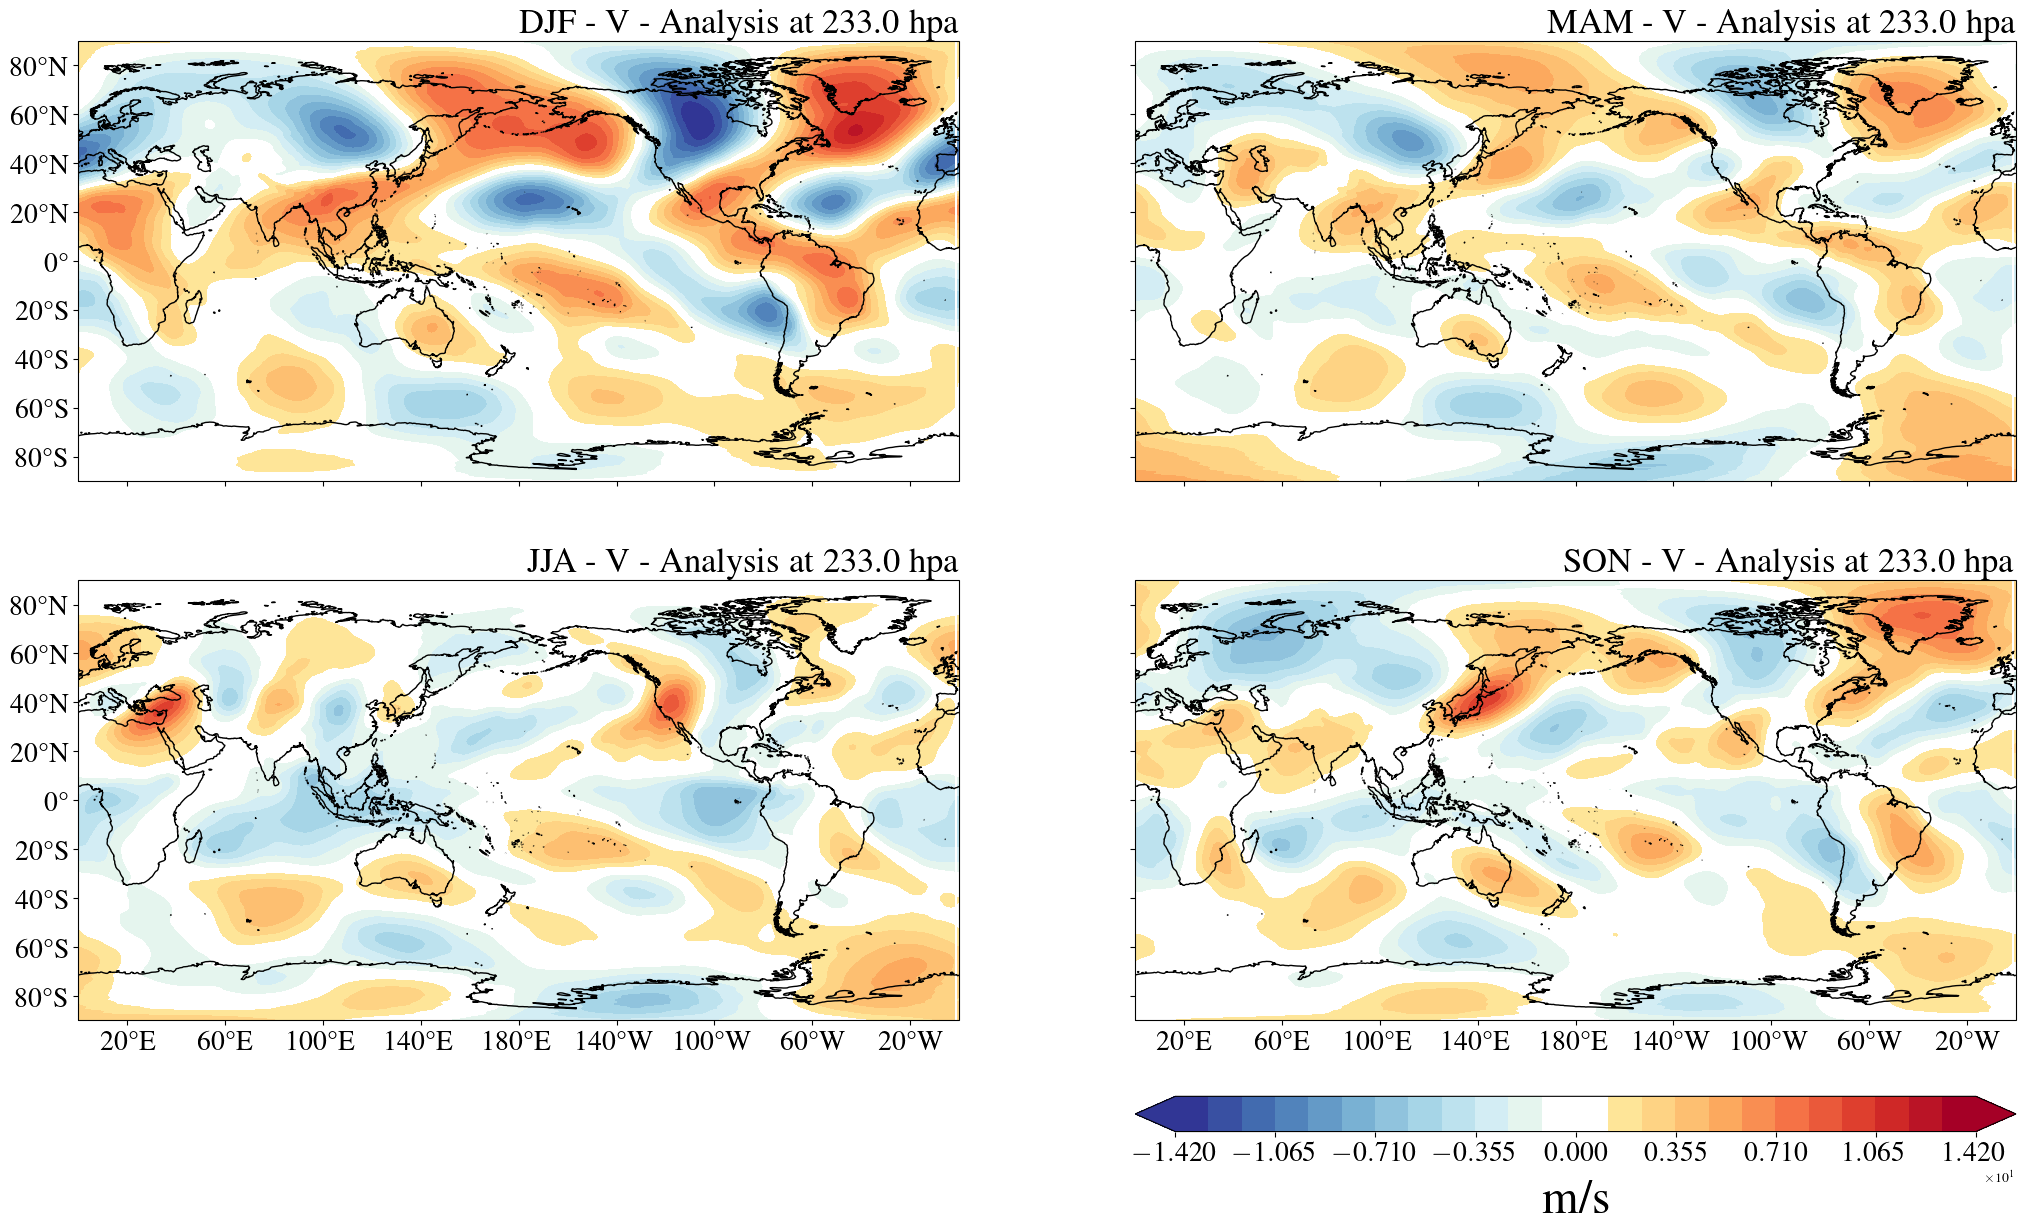 DJF - V - Analysis at 233.0 hpa
MAM - V - Analysis at 233.0 hpa
80°N
60°N
40°N
20°N
0°
20°S
40°S
60°S
80°S
JJA - V - Analysis at 233.0 hpa
SON - V - Analysis at 233.0 hpa
80°N
60°N
40°N
20°N
0°
20°S
40°S
60°S
80°S
20°E 60°E 100°E 140°E 180°E 140°W 100°W 60°W 20°W
20°E 60°E 100°E 140°E 180°E 140°W 100°W 60°W 20°W
−1.420 −1.065 −0.710 −0.355 0.000 0.355 0.710 1.065 1.420
×10¹
m/s